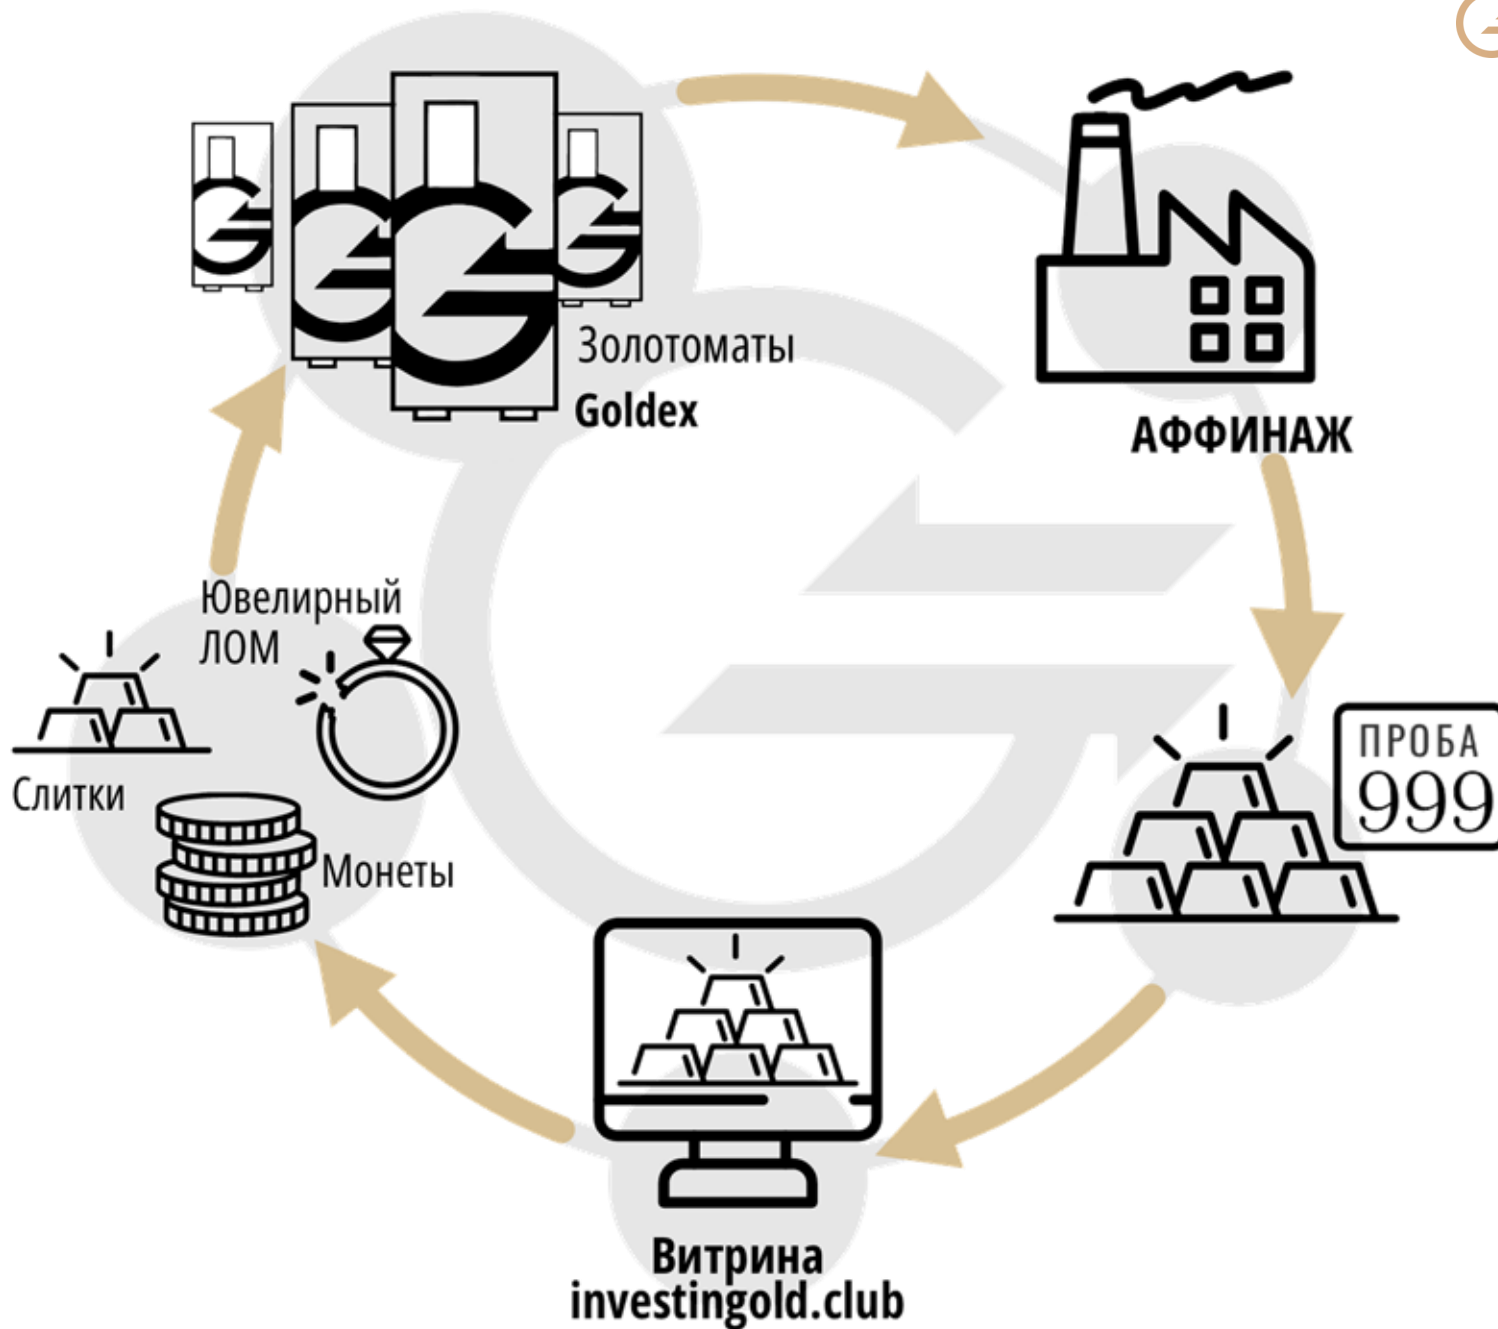 Золотоматы
Goldex
АФФИНАЖ
Ювелирный
ЛОМ
Слитки
Монеты
ПРОБА
999
Витрина
investingold.club